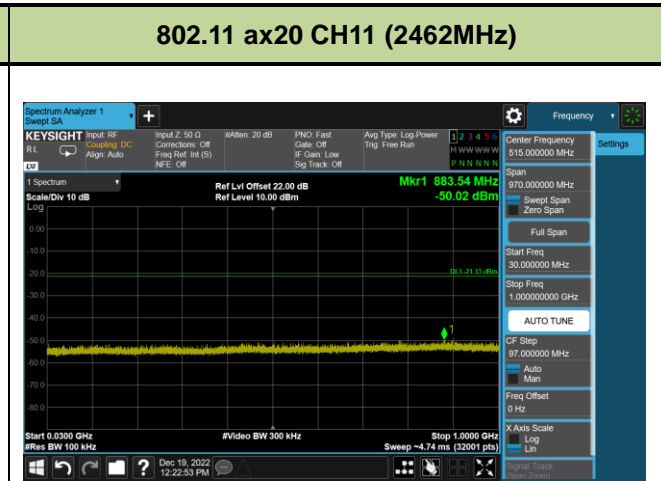 802.11 ax20 CH11 (2462MHz)
Spectrum Analyzer 1
Swept SA
+
Frequency
KEYSIGHT
RL
LXI
Input: RF
Coupling: DC
Align: Auto
Input Z: 50 Ω
Corrections: Off
Freq Ref: Int (S)
NFE: Off
#Atten: 20 dB
PNO: Fast
Gate: Off
IF Gain: Low
Sig Track: Off
Avg Type: Log-Power
Trig: Free Run
1 2 3 4 5 6
M W W W W W
P N N N N N
Center Frequency
515.000000 MHz
Settings
1 Spectrum
Scale/Div 10 dB
Log
Ref Lvl Offset 22.00 dB
Ref Level 10.00 dBm
Mkr1 883.54 MHz
-50.02 dBm
Span
970.000000 MHz
Swept Span
Zero Span
Full Span
Start Freq
30.000000 MHz
Stop Freq
1.000000000 GHz
AUTO TUNE
CF Step
97.000000 MHz
Auto
Man
Freq Offset
0 Hz
X Axis Scale
Log
Lin
Signal Track
(Span Zoom)
0.00
-10.0
-20.0
-30.0
-40.0
-50.0
-60.0
-70.0
-80.0
DL1 -21.13 dBm
1
Start 0.0300 GHz
#Res BW 100 kHz
#Video BW 300 kHz
Stop 1.0000 GHz
Sweep ~4.74 ms (32001 pts)
?
Dec 19, 2022
12:22:53 PM